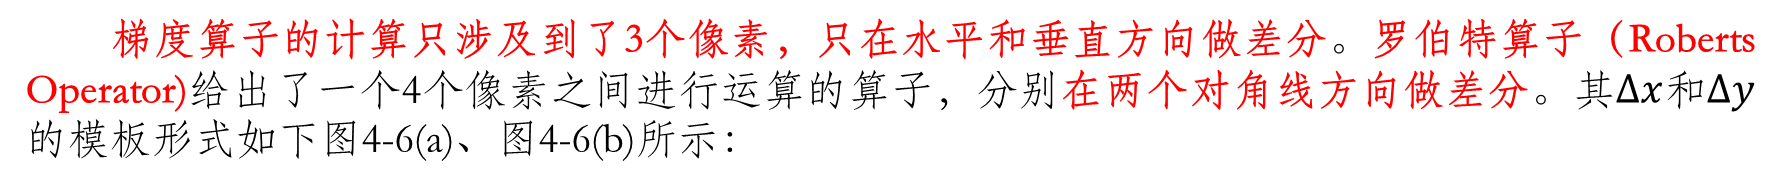 梯度算子的计算只涉及到了3个像素，只在水平和垂直方向做差分。罗伯特算子（Roberts
Operator)给出了一个4个像素之间进行运算的算子，分别在两个对角线方向做差分。其Δx和Δy
的模板形式如下图4-6(a)、图4-6(b)所示：